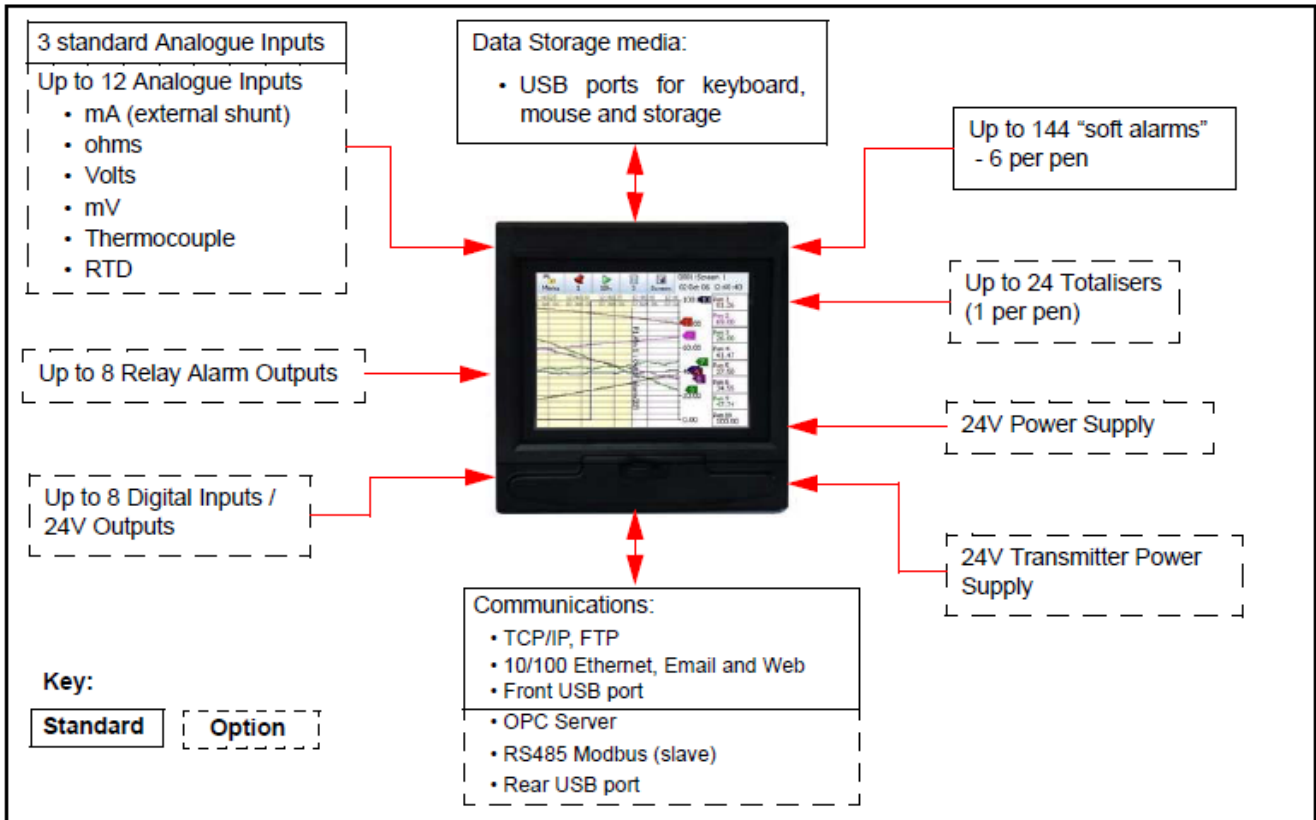 3 standard Analogue Inputs
Up to 12 Analogue Inputs
• mA (external shunt)
• ohms
• Volts
• mV
• Thermocouple
• RTD
Data Storage media:
• USB ports for keyboard,
mouse and storage
Up to 144 “soft alarms”
- 6 per pen
Up to 24 Totalisers
(1 per pen)
Up to 8 Relay Alarm Outputs
24V Power Supply
Up to 8 Digital Inputs /
24V Outputs
24V Transmitter Power
Supply
Communications:
• TCP/IP, FTP
• 10/100 Ethernet, Email and Web
• Front USB port
• OPC Server
• RS485 Modbus (slave)
• Rear USB port
Key:
Standard
Option